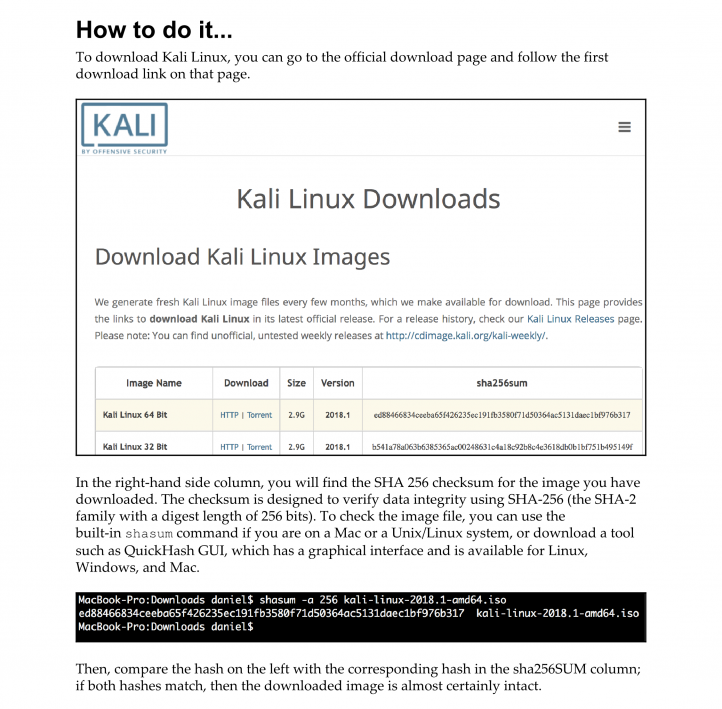 How to do it...
To download Kali Linux, you can go to the official download page and follow the first
download link on that page.
KALI
BY OFFENSIVE SECURITY
Kali Linux Downloads
Download Kali Linux Images
We generate fresh Kali Linux image files every few months, which we make available for download. This page provides
the links to download Kali Linux in its latest official release. For a release history, check our Kali Linux Releases page.
Please note: You can find unofficial, untested weekly releases at http://cdimage.kali.org/kali-weekly/.
Image Name Download Size Version sha256sum
Kali Linux 64 Bit HTTP | Torrent 2.9G 2018.1 ed88466834ceeba65f426235ec191fb3580f71d50364ac5131daec1bf976b317
Kali Linux 32 Bit HTTP | Torrent 2.9G 2018.1 b541a78a063b6385365ac00248631c4a18c92b8c4e3618db0b1bf751b495149f
In the right-hand side column, you will find the SHA 256 checksum for the image you have
downloaded. The checksum is designed to verify data integrity using SHA-256 (the SHA-2
family with a digest length of 256 bits). To check the image file, you can use the
built-in shasum command if you are on a Mac or a Unix/Linux system, or download a tool
such as QuickHash GUI, which has a graphical interface and is available for Linux,
Windows, and Mac.
MacBook-Pro:Downloads daniel$ shasum -a 256 kali-linux-2018.1-amd64.iso
ed88466834ceeba65f426235ec191fb3580f71d50364ac5131daec1bf976b317 kali-linux-2018.1-amd64.iso
MacBook-Pro:Downloads daniel$
Then, compare the hash on the left with the corresponding hash in the sha256SUM column;
if both hashes match, then the downloaded image is almost certainly intact.